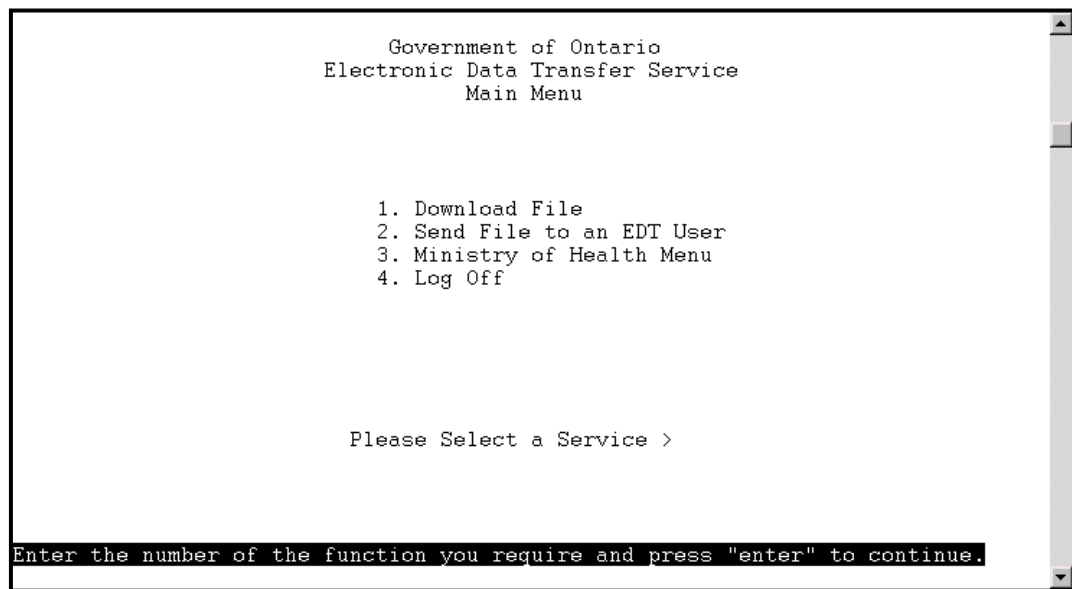 Government of Ontario
Electronic Data Transfer Service
Main Menu
1. Download File
2. Send File to an EDT User
3. Ministry of Health Menu
4. Log Off
Please Select a Service >
Enter the number of the function you require and press "enter" to continue.